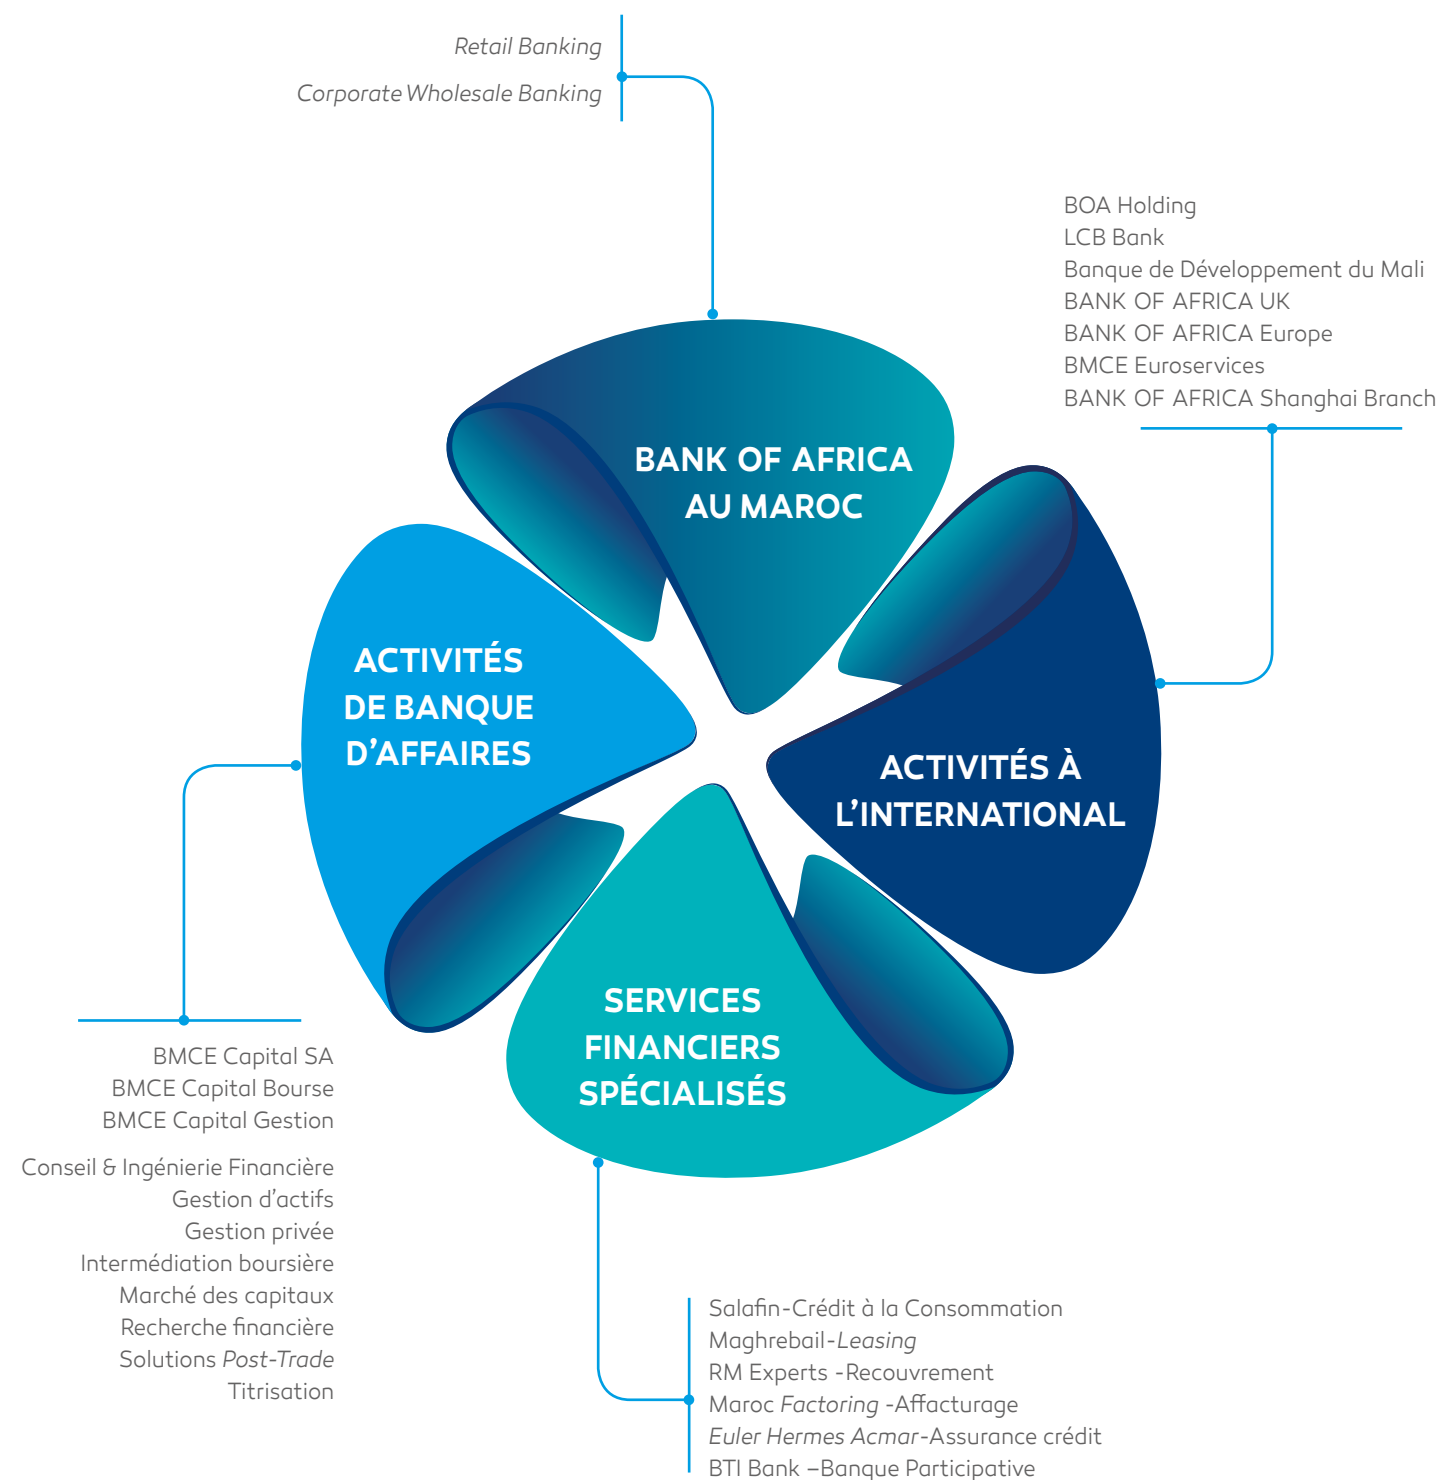 Retail Banking
Corporate Wholesale Banking
BOA Holding
LCB Bank
Banque de Développement du Mali
BANK OF AFRICA UK
BANK OF AFRICA Europe
BMCE Euroservices
BANK OF AFRICA Shanghai Branch
BANK OF AFRICA
AU MAROC
ACTIVITÉS
DE BANQUE
D’AFFAIRES
ACTIVITÉS À
L’INTERNATIONAL
SERVICES
FINANCIERS
SPÉCIALISÉS
BMCE Capital SA
BMCE Capital Bourse
BMCE Capital Gestion
Conseil & Ingénierie Financière
Gestion d’actifs
Gestion privée
Intermédiation boursière
Marché des capitaux
Recherche financière
Solutions Post-Trade
Titrisation
Salafin-Crédit à la Consommation
Maghrebail-Leasing
RM Experts -Recouvrement
Maroc Factoring -Affacturage
Euler Hermes Acmar-Assurance crédit
BTI Bank –Banque Participative